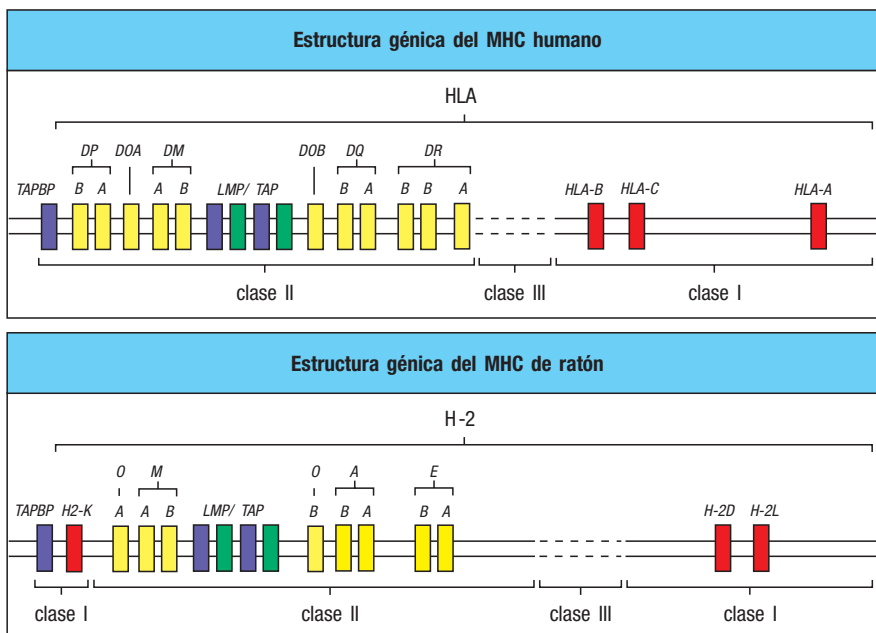 Estructura génica del MHC humano
HLA
DP DOA DM DOB DQ DR
TAPBP B A A B LMP/ TAP B A B B A HLA-B HLA-C HLA-A
clase II clase III clase I
Estructura génica del MHC de ratón
H-2
O M O A E
TAPBP H2-K A A B LMP/ TAP B B A B A H-2D H-2L
clase I clase II clase III clase I